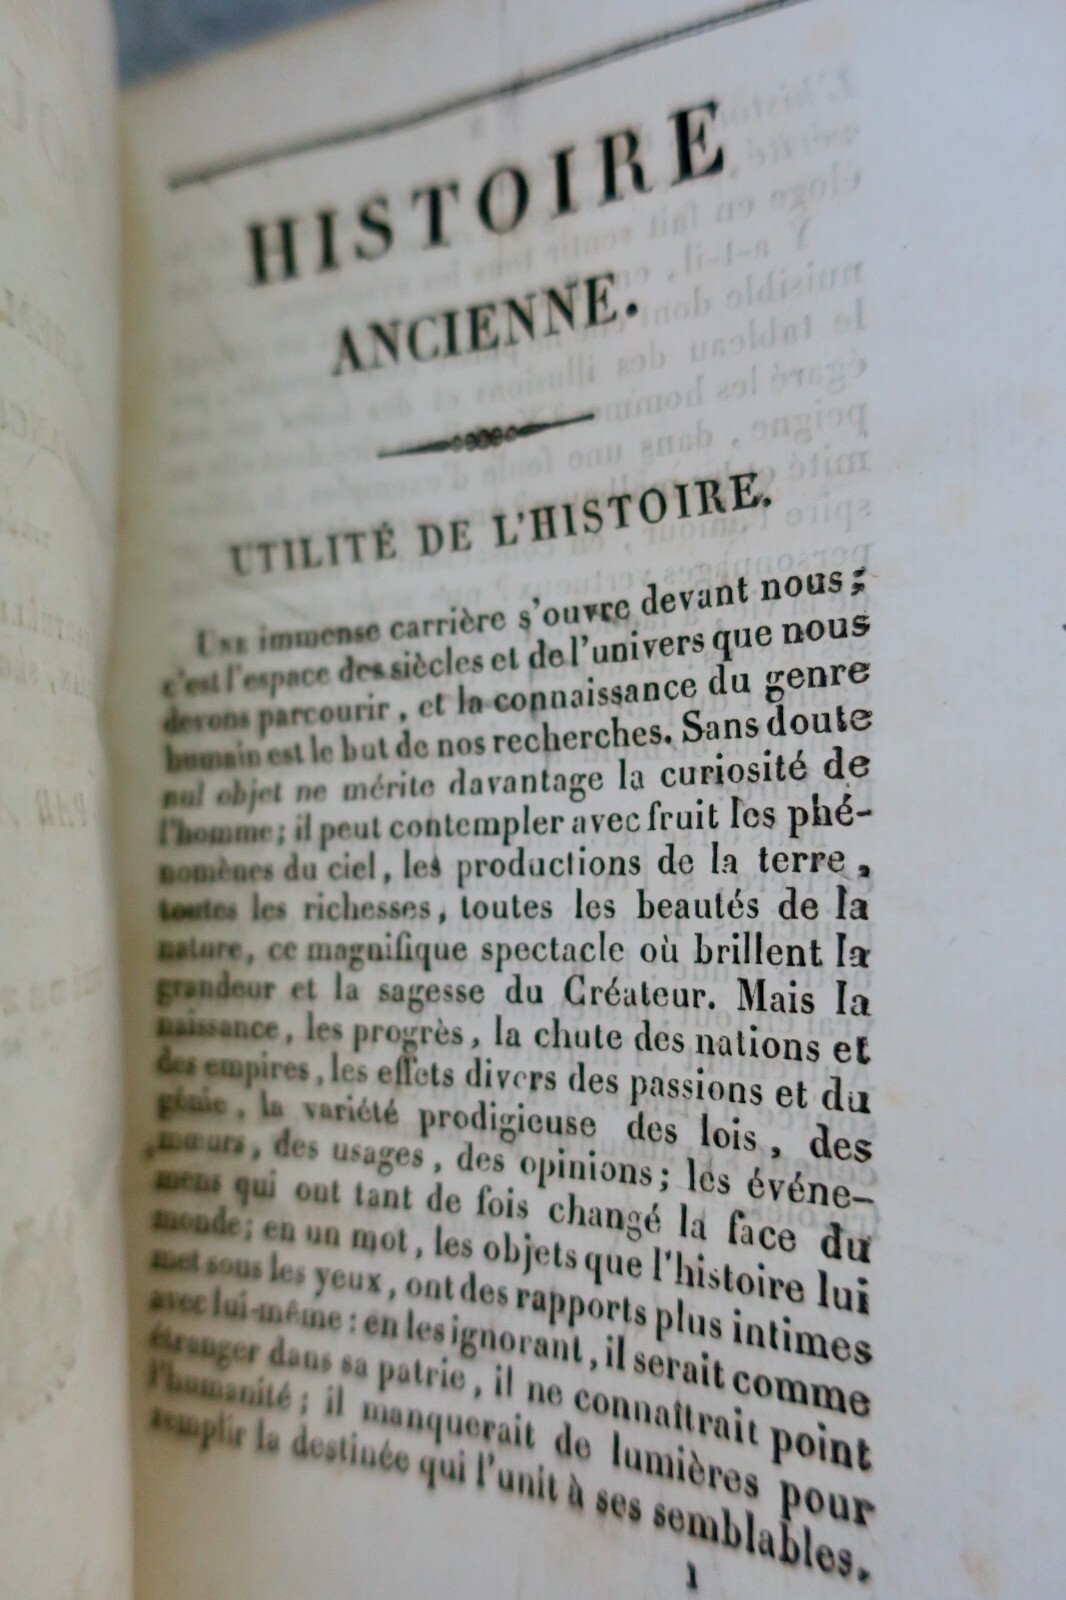 HISTOIRE
ANCIENNE.
UTILITÉ DE L'HISTOIRE.
Une immense carrière s'ouvre devant nous;
c'est l'espace des siècles et de l'univers que nous
devons parcourir, et la connaissance du genre
humain est le but de nos recherches. Sans doute
nul objet ne mérite davantage la curiosité de
l'homme; il peut contempler avec fruit les phé-
nomènes du ciel, les productions de la terre,
toutes les richesses, toutes les beautés de la
nature, ce magnifique spectacle où brillent la
grandeur et la sagesse du Créateur. Mais la
naissance, les progrès, la chute des nations et
des empires, les effets divers des passions et du
génie, la variété prodigieuse des lois, des
mœurs, des usages, des opinions; les événe-
mens qui ont tant de fois changé la face du
monde; en un mot, les objets que l'histoire lui
met sous les yeux, ont des rapports plus intimes
avec lui-même: en les ignorant, il serait comme
étranger dans sa patrie, il ne connaîtrait point
l'humanité; il manquerait de lumières pour
remplir la destinée qui l'unit à ses semblables.
1